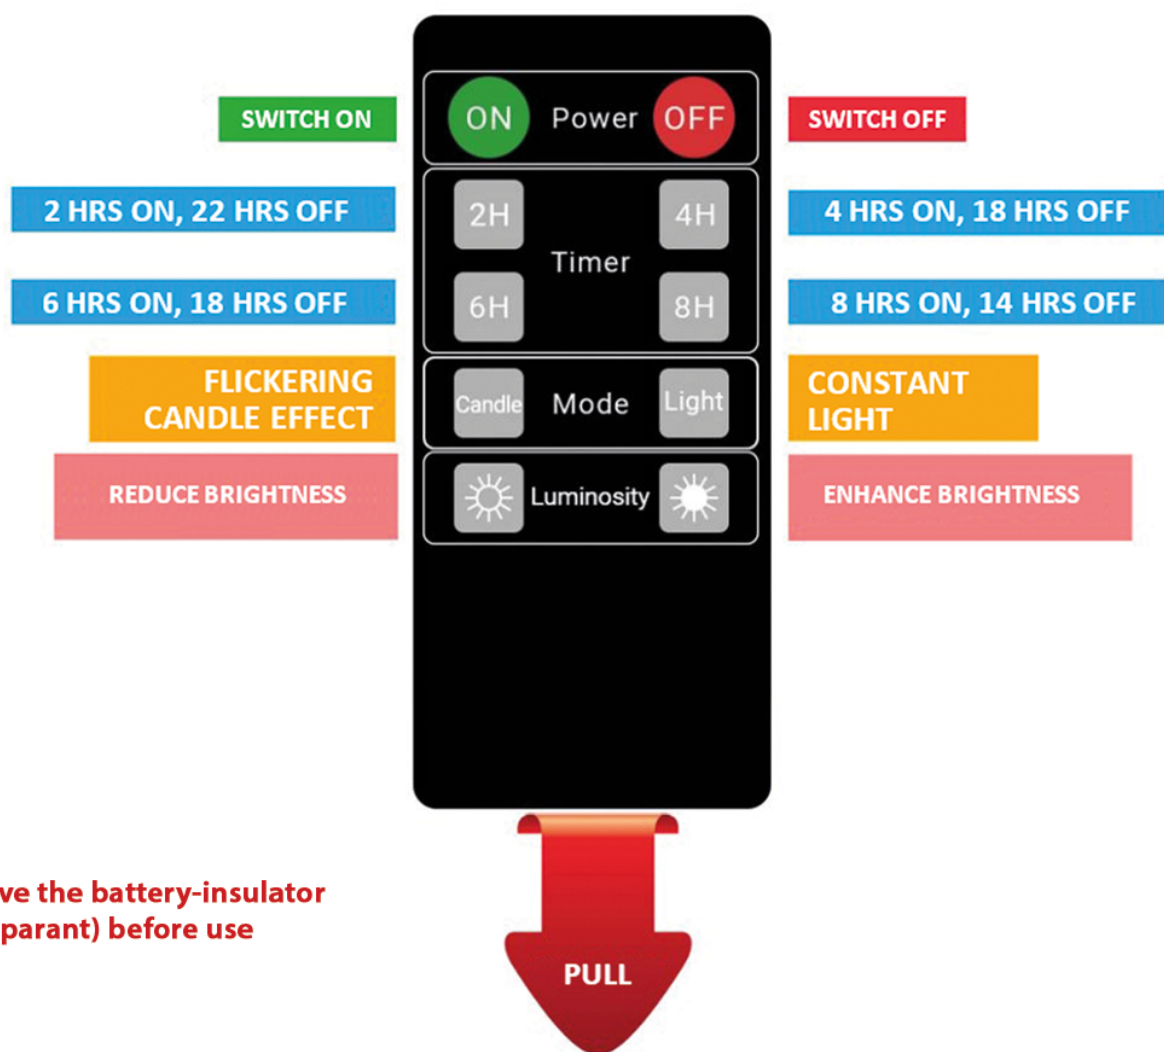 SWITCH ON
ON Power OFF
SWITCH OFF
2 HRS ON, 22 HRS OFF
2H
4H
4 HRS ON, 18 HRS OFF
Timer
6 HRS ON, 18 HRS OFF
6H
8H
8 HRS ON, 14 HRS OFF
FLICKERING
CANDLE EFFECT
Candle Mode Light
CONSTANT
LIGHT
REDUCE BRIGHTNESS
Luminosity
ENHANCE BRIGHTNESS
ve the battery-insulator
parant) before use
PULL